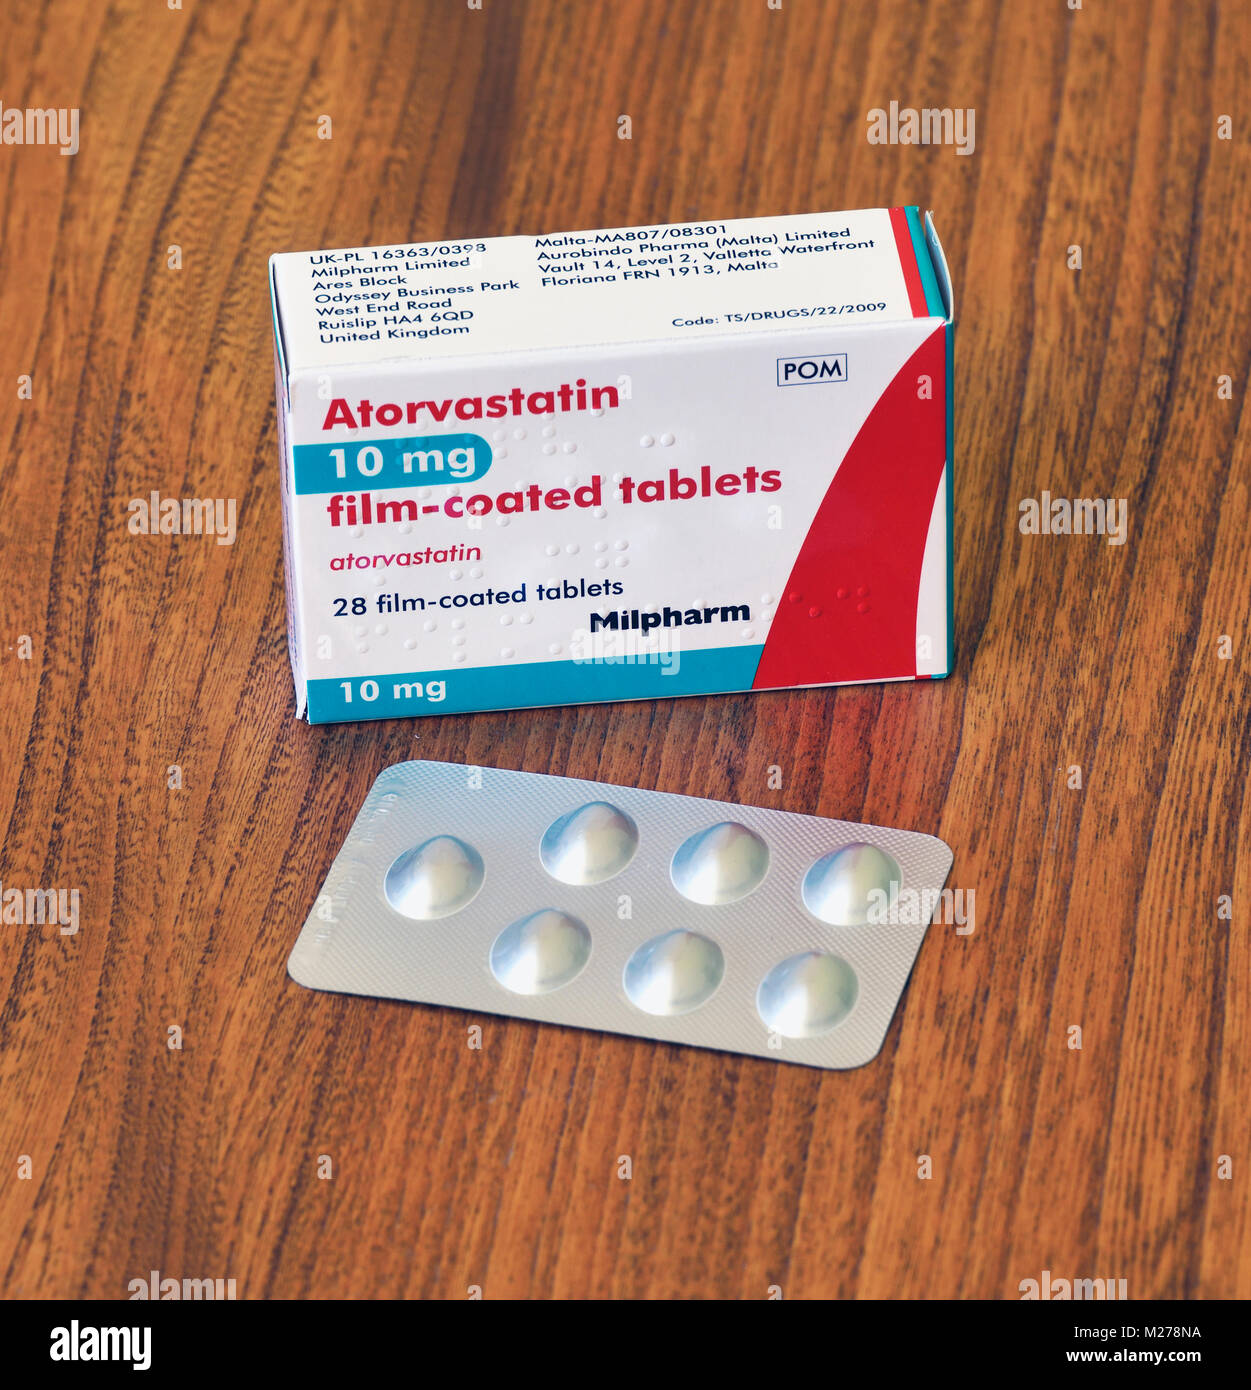 UK-PL 16363/0398
Milpharm Limited
Ares Block
Odyssey Business Park
West End Road
Ruislip HA4 6QD
United Kingdom
Malta-MA807/08301
Aurobindo Pharma (Malta) Limited
Vault 14, Level 2, Valletta Waterfront
Floriana FRN 1913, Malta
Code: TS/DRUGS/22/2009
POM
Atorvastatin
10 mg
film-coated tablets
atorvastatin
28 film-coated tablets
Milpharm
10 mg
alamy
alamy
alamy
alamy
alamy
alamy
alamy
alamy
alamy
a
a
a
a
alamy
Image ID: M278NA
www.alamy.com